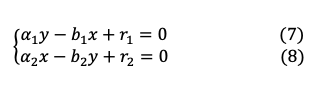 α₁y − b₁x + r₁ = 0 (7)
α₂x − b₂y + r₂ = 0 (8)